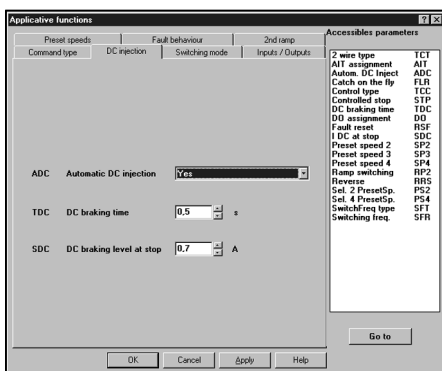 Applicative functions
Preset speeds
Fault behaviour
2nd ramp
Command type
DC injection
Switching mode
Inputs / Outputs
ADC Automatic DC injection Yes
TDC DC braking time 0,5 s
SDC DC braking level at stop 0,7 A
OK
Cancel
Apply
Help
Accessibles parameters
2 wire type TCT
AIT assignment AIT
Autom. DC Inject ADC
Catch on the fly FLR
Control type TCC
Controlled stop STP
DC braking time TDC
DO assignment DO
Fault reset RSF
I DC at stop SDC
Preset speed 2 SP2
Preset speed 3 SP3
Preset speed 4 SP4
Ramp switching RP2
Reverse RRS
Sel. 2 PresetSp. PS2
Sel. 4 PresetSp. PS4
SwitchFreq type SFT
Switching freq. SFR
Go to